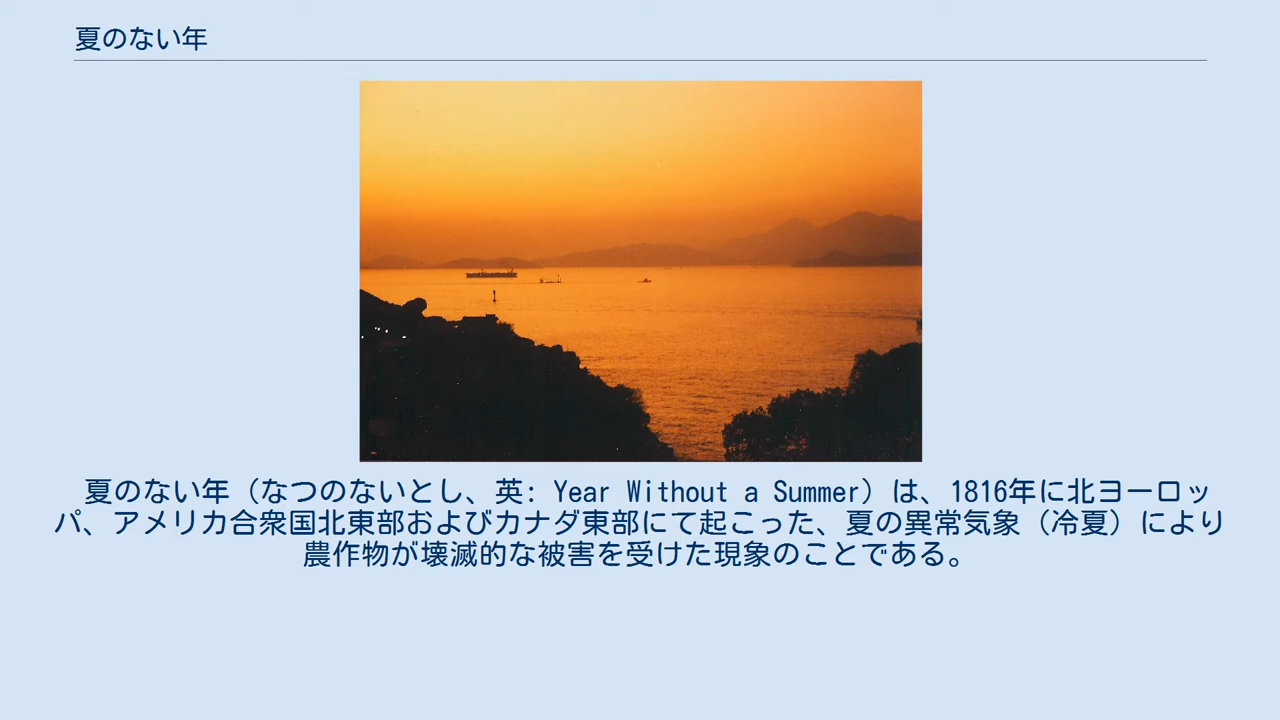 夏のない年
夏のない年（なつのないとし、英: Year Without a Summer）は、1816年に北ヨーロッ
パ、アメリカ合衆国北東部およびカナダ東部にて起こった、夏の異常気象（冷夏）により
農作物が壊滅的な被害を受けた現象のことである。